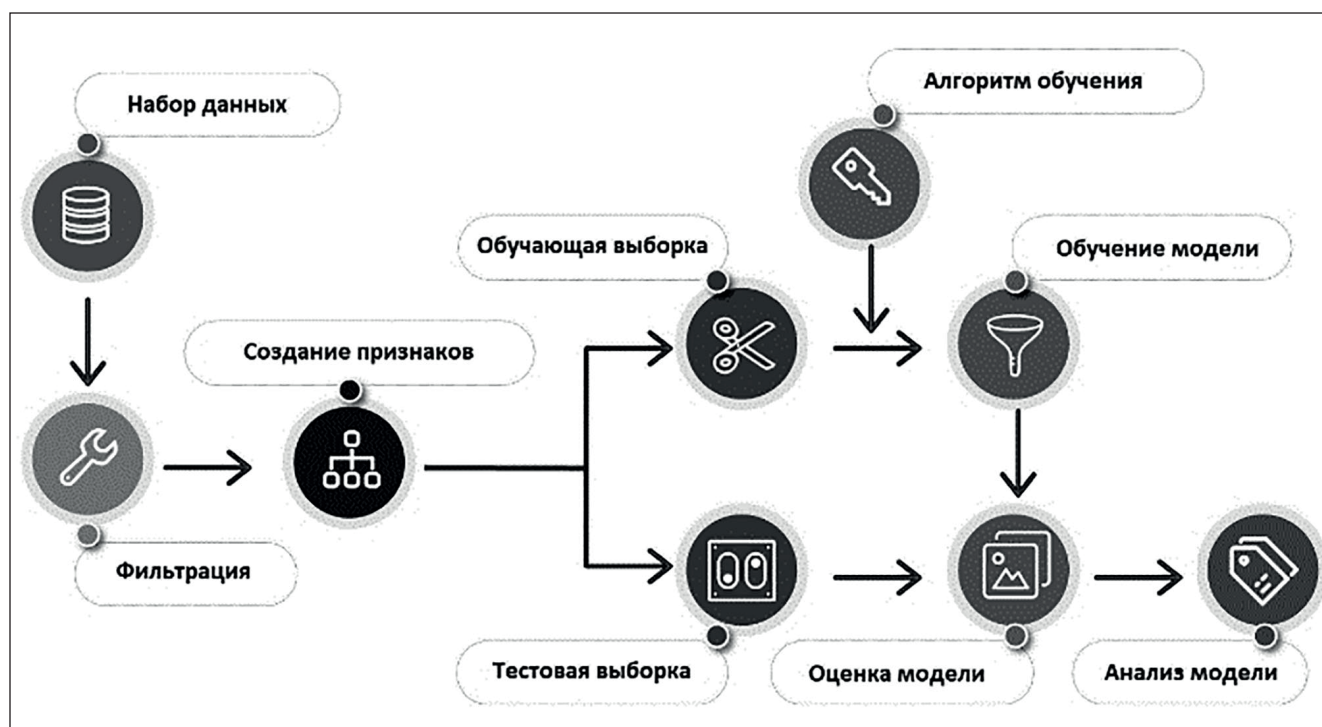 Набор данных
Алгоритм обучения
Обучающая выборка
Обучение модели
Создание признаков
Фильтрация
Тестовая выборка
Оценка модели
Анализ модели